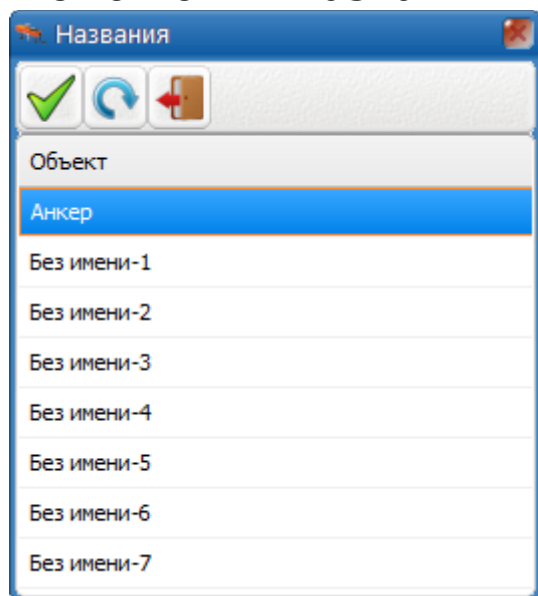 Названия
Объект
Анкер
Без имени-1
Без имени-2
Без имени-3
Без имени-4
Без имени-5
Без имени-6
Без имени-7